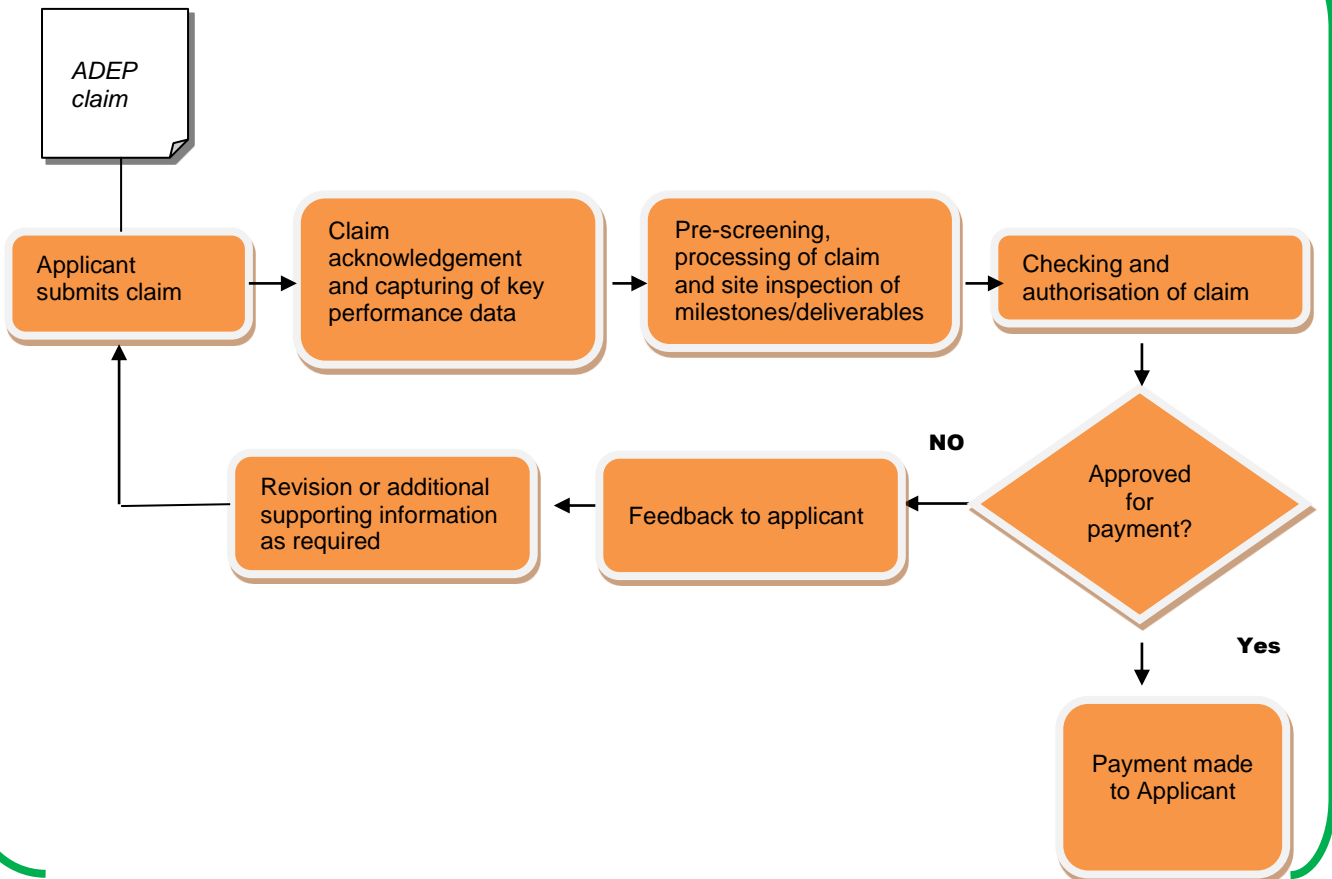 ADEP
claim
Applicant
submits claim
Claim
acknowledgement
and capturing of key
performance data
Pre-screening,
processing of claim
and site inspection of
milestones/deliverables
Checking and
authorisation of claim
Approved
for
payment?
NO
Feedback to applicant
Revision or additional
supporting information
as required
Yes
Payment made
to Applicant